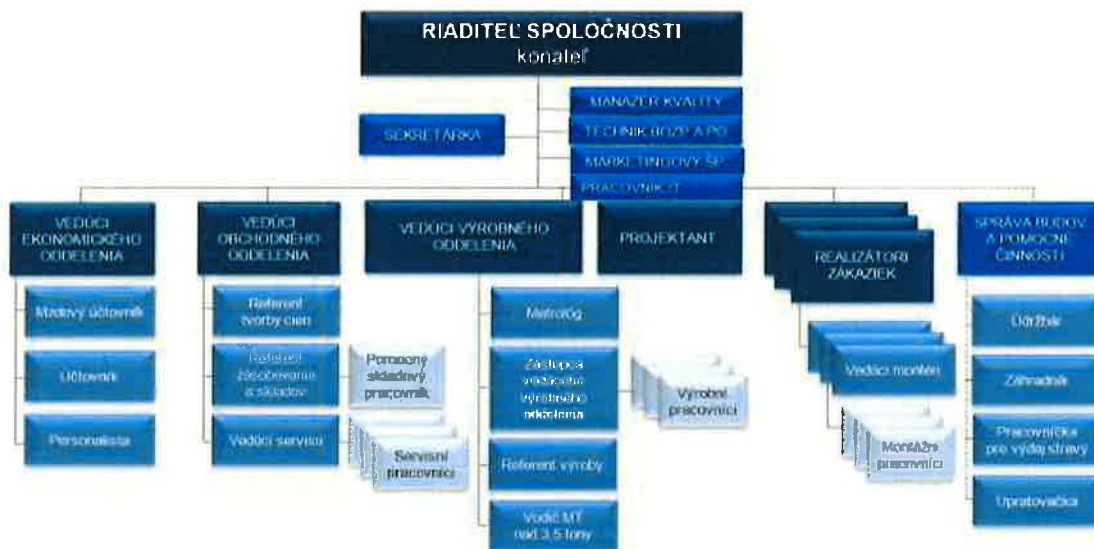 RIADITEĽ SPOLOČNOSTI
konateľ
SEKRETÁRKA
MANAŽÉR KVALITY
TECHNIK BOZP A PO
MARKETINGOVÝ ŠP.
PRACOVNÍK IT
VEDÚCI
EKONOMICKÉHO
ODDELENIA
VEDÚCI
OBCHODNÉHO
ODDELENIA
VEDÚCI VÝROBNÉHO
ODDELENIA
PROJEKTANT
REALIZÁTORI
ZÁKAZIEK
SPRÁVA BUDOV
A POMOCNÉ
ČINNOSTI
Mzdový účtovník
Účtovník
Personalista
Referent
tvorby cien
Referent
zásobovania
a skladov
Vedúci servisu
Pomocný
skladový
pracovník
Servisní
pracovníci
Metrológ
Zástupca
vedúceho
výrobného
oddelenia
Referent výroby
Vodič MT
nad 3,5 tony
Výrobní
pracovníci
Vedúci montéri
Montážni
pracovníci
Údržbár
Záhradník
Pracovníčka
pre výdaj stravy
Upratovačka